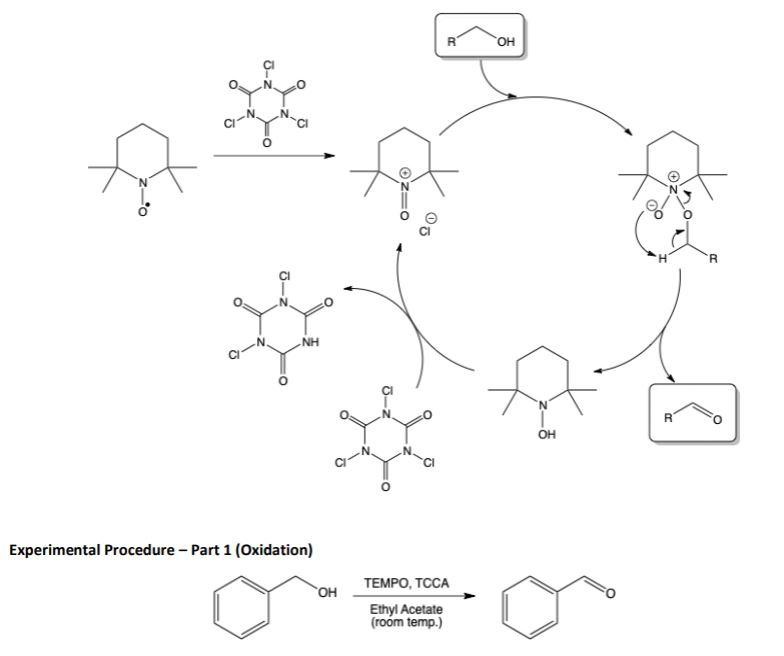 Cl
O N O
N N
Cl O Cl
R OH
N
O•
⊕
N
O ⊖
Cl
⊕
N
⊖
O O
H R
Cl
O N O
N NH
Cl
O
Cl
O N O
N N
Cl Cl
O
N
OH
R O
Experimental Procedure – Part 1 (Oxidation)
OH TEMPO, TCCA O
Ethyl Acetate
(room temp.)